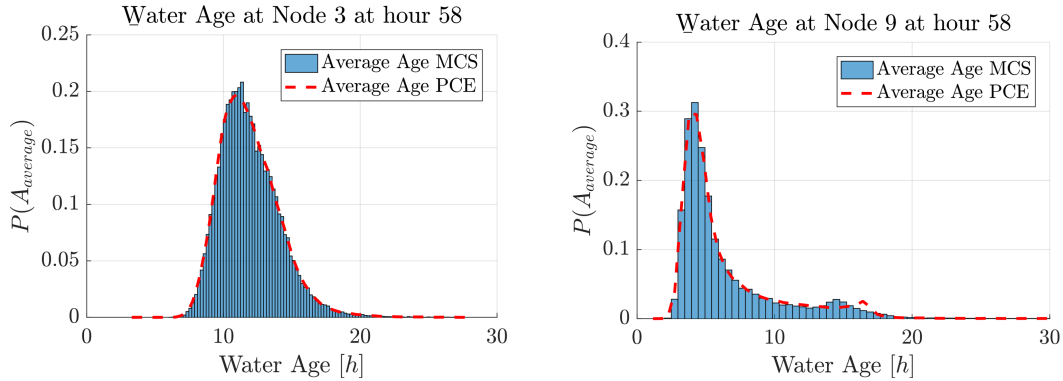 Water Age at Node 3 at hour 58
0.25
0.2
0.15
0.1
0.05
0
P(A_average)
Average Age MCS
Average Age PCE
0
10
20
30
Water Age [h]
Water Age at Node 9 at hour 58
0.4
0.3
0.2
0.1
0
P(A_average)
Average Age MCS
Average Age PCE
0
10
20
30
Water Age [h]